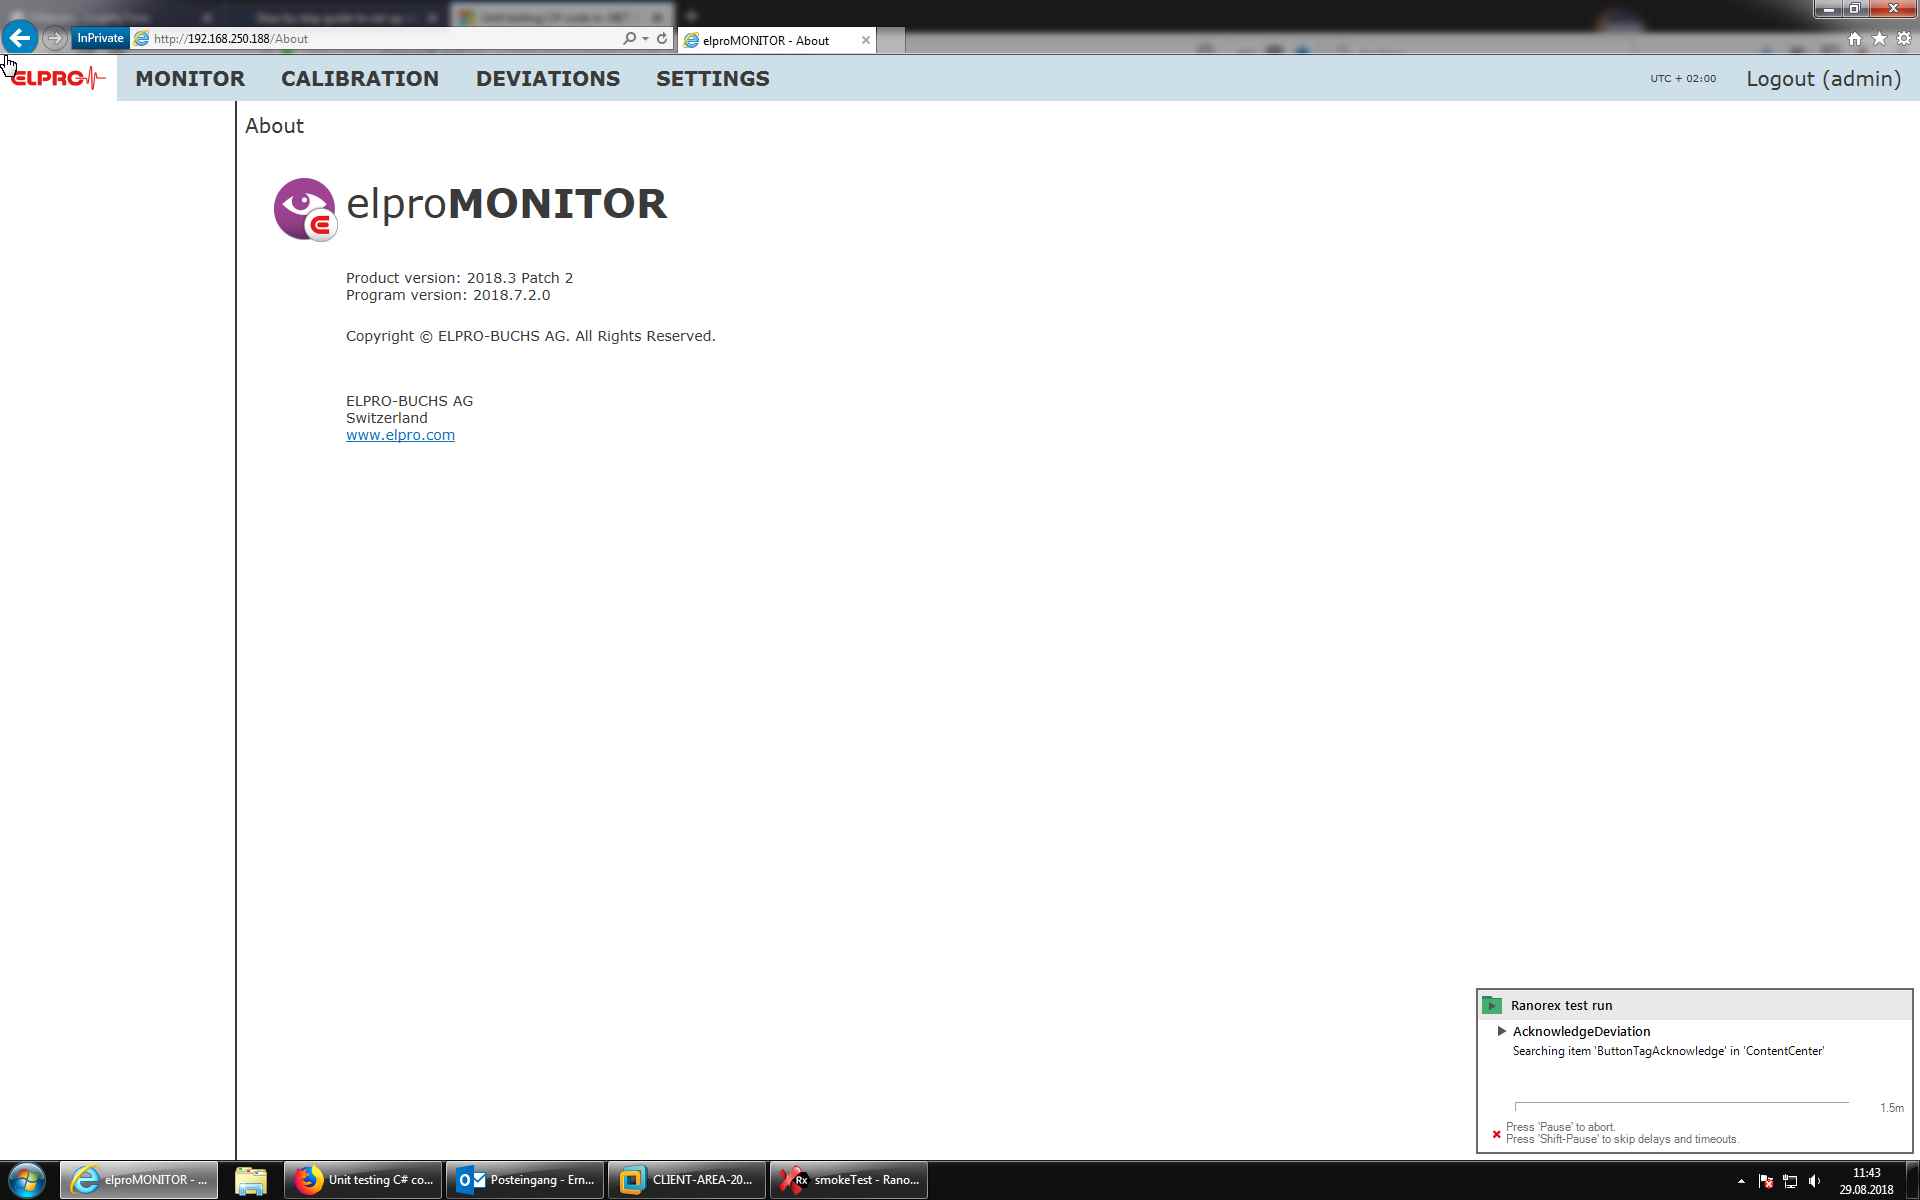 InPrivate
http://192.168.250.188/About
elproMONITOR - About
ELPRO
MONITOR
CALIBRATION
DEVIATIONS
SETTINGS
UTC + 02:00
Logout (admin)
About
elproMONITOR
Product version: 2018.3 Patch 2
Program version: 2018.7.2.0
Copyright © ELPRO-BUCHS AG. All Rights Reserved.
ELPRO-BUCHS AG
Switzerland
www.elpro.com
Ranorex test run
AcknowledgeDeviation
Searching item 'ButtonTagAcknowledge' in 'ContentCenter'
1.5m
Press 'Pause' to abort.
Press 'Shift-Pause' to skip delays and timeouts.
elproMONITOR - ...
Unit testing C# co...
Posteingang - Ern...
CLIENT-AREA-20...
Rx
smokeTest - Rano...
11:43
29.08.2018